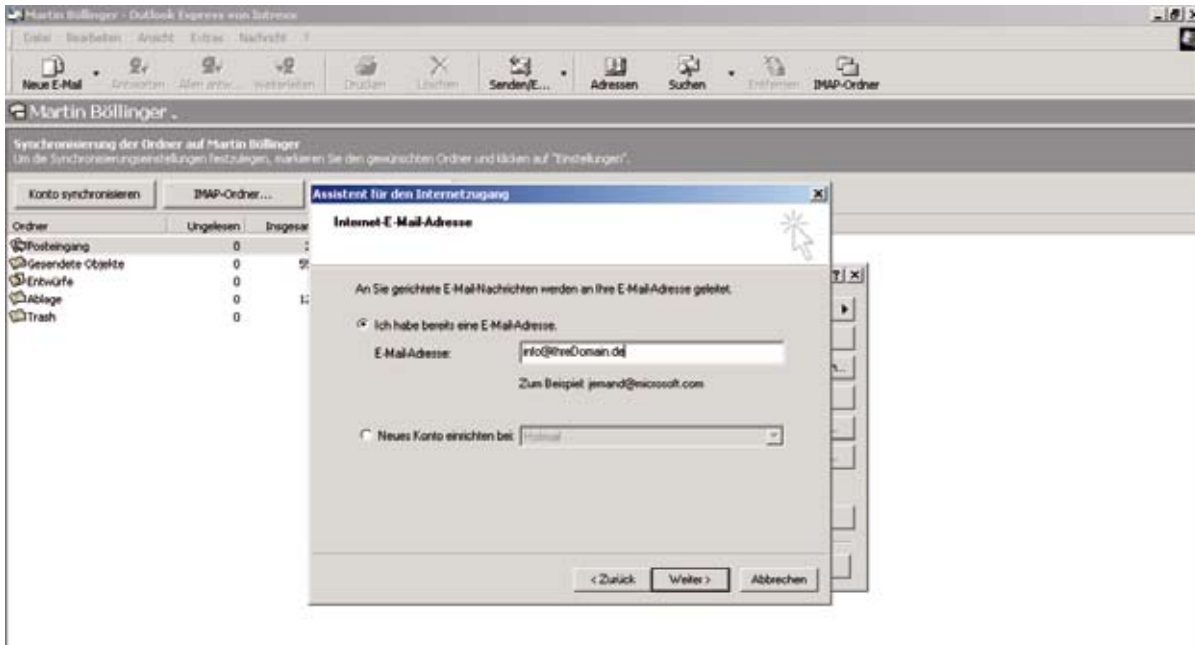 Martin Böllinger - Outlook Express von Intrexx
Datei Bearbeiten Ansicht Extras Nachricht ?
Neue E-Mail Antworten Allen antw... Weiterleiten Drucken Löschen Senden/E... Adressen Suchen Entfernen IMAP-Ordner
Martin Böllinger
Synchronisierung der Ordner auf Martin Böllinger
Um die Synchronisierungseinstellungen festzulegen, markieren Sie den gewünschten Ordner und klicken auf "Einstellungen".
Konto synchronisieren IMAP-Ordner...
Assistent für den Internetzugang
Internet-E-Mail-Adresse
Ordner Ungelesen
Posteingang 0
Gesendete Objekte 0
Entwürfe 0
Ablage 0
Trash 0
An Sie gerichtete E-Mail-Nachrichten werden an Ihre E-Mail-Adresse geleitet.
Ich habe bereits eine E-Mail-Adresse.
E-Mail-Adresse: info@IhreDomain.de
Zum Beispiel: jemand@microsoft.com
Neues Konto einrichten bei: Hotmail
< Zurück Weiter > Abbrechen